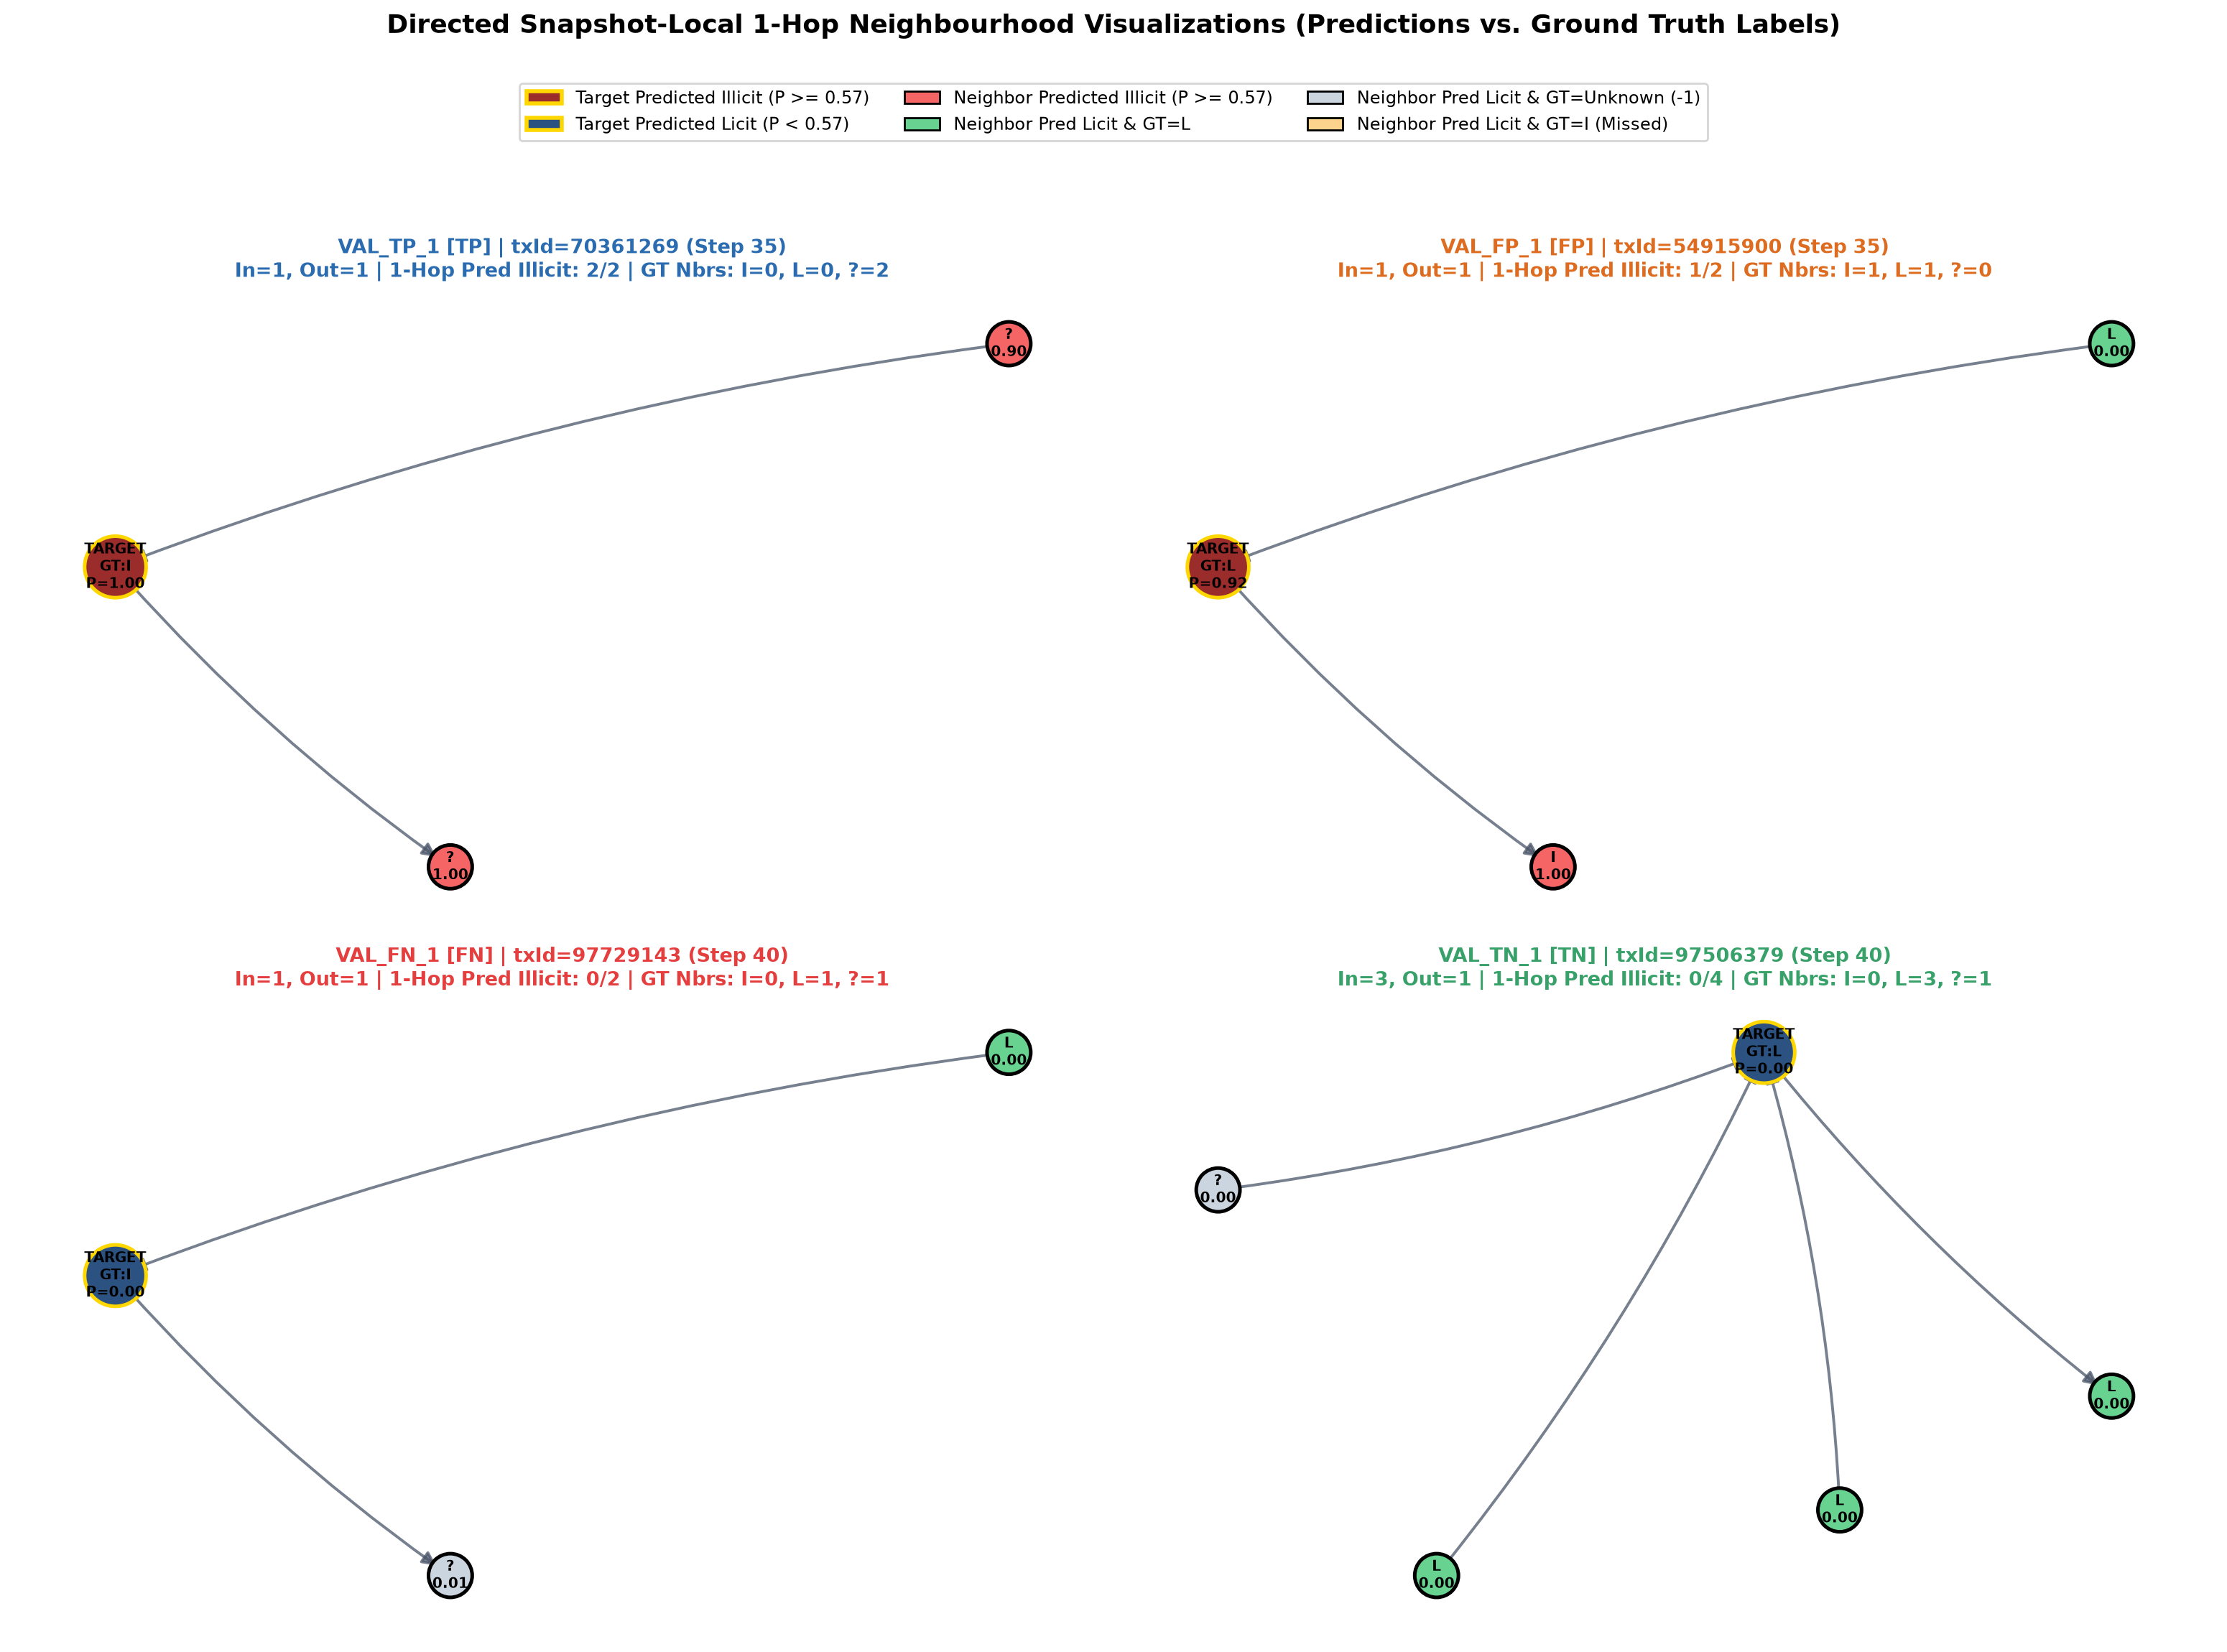 Directed Snapshot-Local 1-Hop Neighbourhood Visualizations (Predictions vs. Ground Truth Labels)
Target Predicted Illicit (P >= 0.57)
Target Predicted Licit (P < 0.57)
Neighbor Predicted Illicit (P >= 0.57)
Neighbor Pred Licit & GT=L
Neighbor Pred Licit & GT=Unknown (-1)
Neighbor Pred Licit & GT=I (Missed)
VAL_TP_1 [TP] | txId=70361269 (Step 35)
In=1, Out=1 | 1-Hop Pred Illicit: 2/2 | GT Nbrs: I=0, L=0, ?=2
?
0.90
TARGET
GT:I
P=1.00
?
1.00
VAL_FP_1 [FP] | txId=54915900 (Step 35)
In=1, Out=1 | 1-Hop Pred Illicit: 1/2 | GT Nbrs: I=1, L=1, ?=0
L
0.00
TARGET
GT:L
P=0.92
I
1.00
VAL_FN_1 [FN] | txId=97729143 (Step 40)
In=1, Out=1 | 1-Hop Pred Illicit: 0/2 | GT Nbrs: I=0, L=1, ?=1
L
0.00
TARGET
GT:I
P=0.00
?
0.01
VAL_TN_1 [TN] | txId=97506379 (Step 40)
In=3, Out=1 | 1-Hop Pred Illicit: 0/4 | GT Nbrs: I=0, L=3, ?=1
TARGET
GT:L
P=0.00
?
0.00
L
0.00
L
0.00
L
0.00